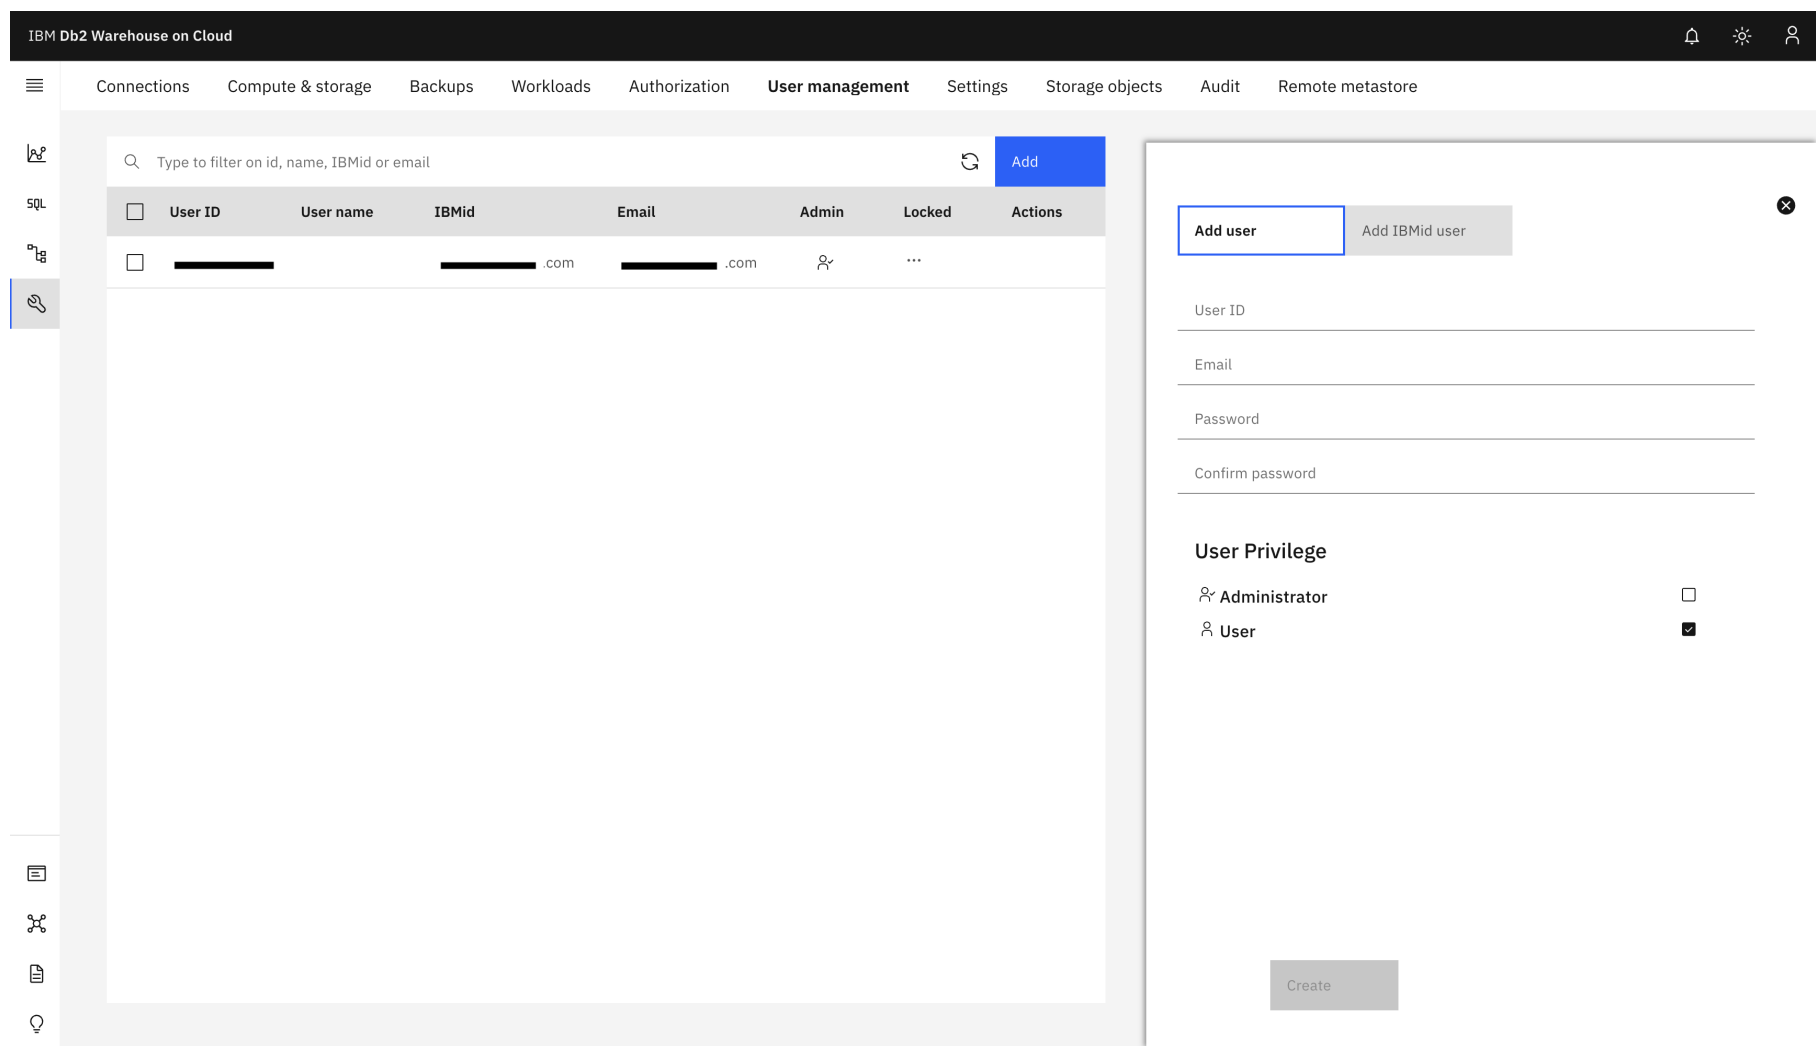 IBM Db2 Warehouse on Cloud
Connections Compute & storage Backups Workloads Authorization User management Settings Storage objects Audit Remote metastore
SQL
Type to filter on id, name, IBMid or email
Add
User ID User name IBMid Email Admin Locked Actions
.com .com ...
Add user Add IBMid user
User ID
Email
Password
Confirm password
User Privilege
Administrator
User
Create